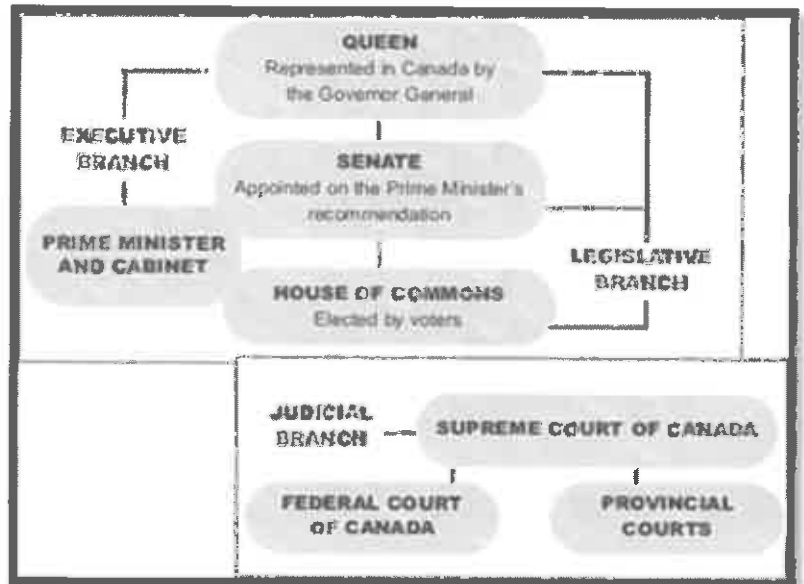 QUEEN
Represented in Canada by
the Governor General
EXECUTIVE
BRANCH
SENATE
Appointed on the Prime Minister's
recommendation
PRIME MINISTER
AND CABINET
LEGISLATIVE
BRANCH
HOUSE OF COMMONS
Elected by voters
JUDICIAL
BRANCH
SUPREME COURT OF CANADA
FEDERAL COURT
OF CANADA
PROVINCIAL
COURTS